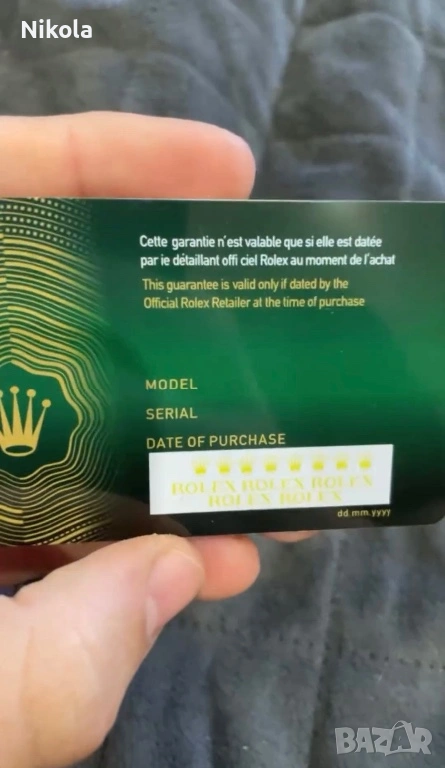 Nikola
Cette garantie n'est valable que si elle est datée
par ie détaillant offi ciel Rolex au moment de l'achat
This guarantee is valid only if dated by the
Official Rolex Retailer at the time of purchase
MODEL
SERIAL
DATE OF PURCHASE
ROLEX ROLEX ROLEX
ROLEX ROLEX
dd.mm.yyyy
BAZAR